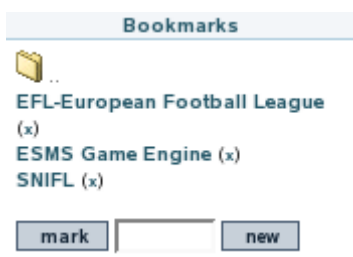 Bookmarks
..
EFL-European Football League
(x)
ESMS Game Engine (x)
SNIFL (x)
mark new